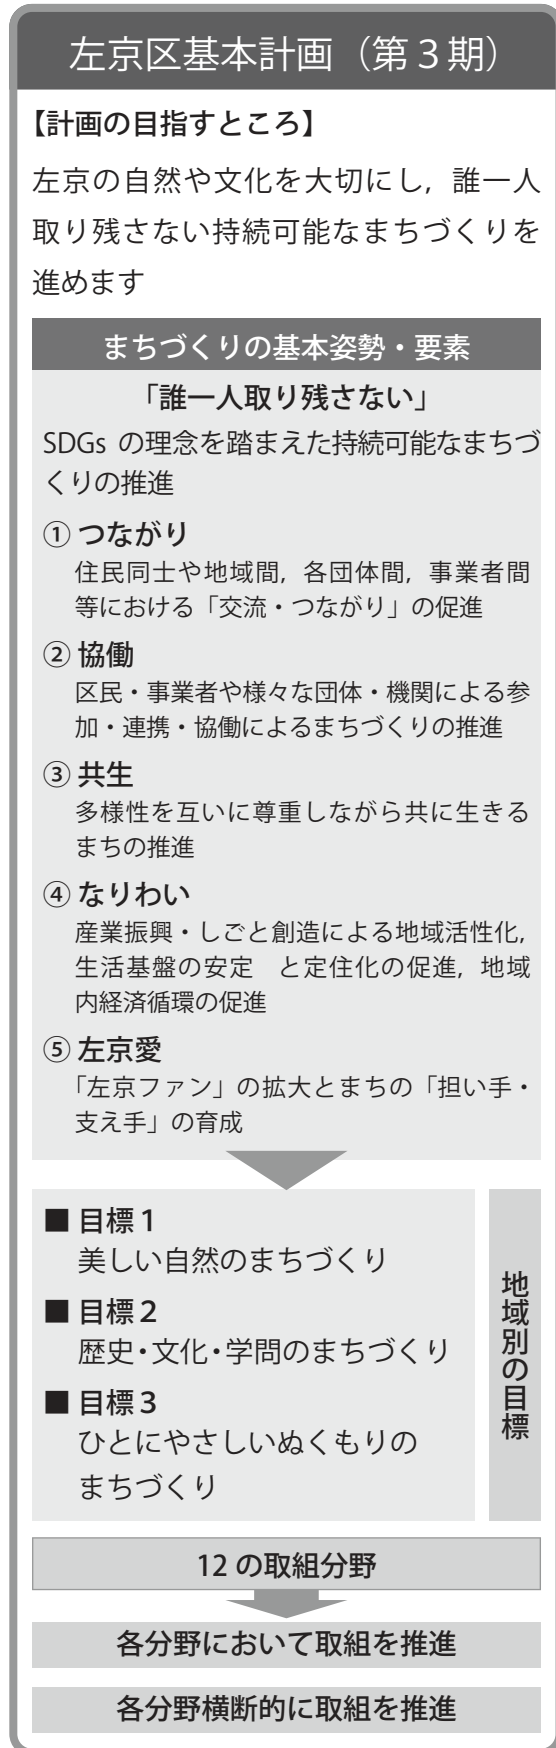 左京区基本計画（第３期）
【計画の目指すところ】
左京の自然や文化を大切にし，誰一人
取り残さない持続可能なまちづくりを
進めます
まちづくりの基本姿勢・要素
「誰一人取り残さない」
SDGs の理念を踏まえた持続可能なまちづ
くりの推進
① つながり
住民同士や地域間，各団体間，事業者間
等における「交流・つながり」の促進
② 協働
区民・事業者や様々な団体・機関による参
加・連携・協働によるまちづくりの推進
③ 共生
多様性を互いに尊重しながら共に生きる
まちの推進
④ なりわい
産業振興・しごと創造による地域活性化，
生活基盤の安定　と定住化の促進，地域
内経済循環の促進
⑤ 左京愛
「左京ファン」の拡大とまちの「担い手・
支え手」の育成
■ 目標１
美しい自然のまちづくり
■ 目標２
歴史・文化・学問のまちづくり
■ 目標３
ひとにやさしいぬくもりの
まちづくり
地域別の目標
12 の取組分野
各分野において取組を推進
各分野横断的に取組を推進